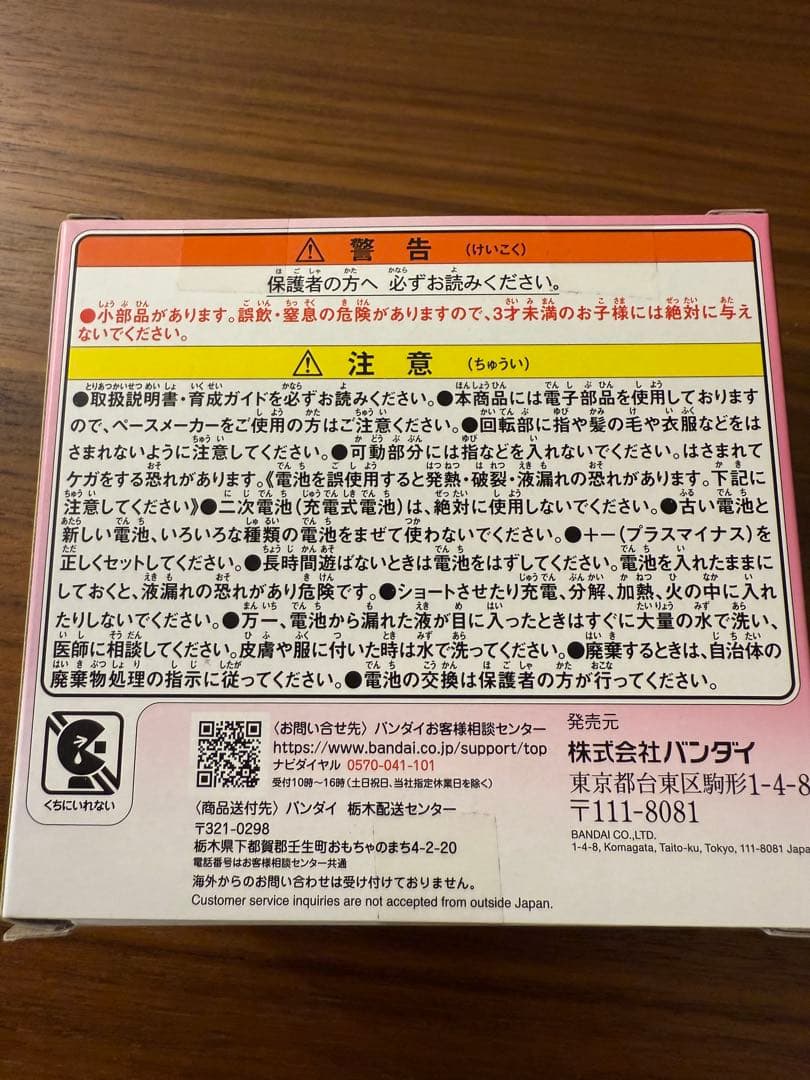 警告 (けいこく)
保護者の方へ 必ずお読みください。
●小部品があります。誤飲・窒息の危険がありますので、3才未満のお子様には絶対に与え
ないでください。
注意 (ちゅうい)
●取扱説明書・育成ガイドを必ずお読みください。●本商品には電子部品を使用しております
ので、ペースメーカーをご使用の方はご注意ください。●回転部に指や髪の毛や衣服などをは
さまれないように注意してください。●可動部分には指などを入れないでください。はさまれて
ケガをする恐れがあります。《電池を誤使用すると発熱・破裂・液漏れの恐れがあります。下記に
注意してください》●二次電池(充電式電池)は、絶対に使用しないでください。●古い電池と
新しい電池、いろいろな種類の電池をまぜて使わないでください。●+−(プラスマイナス)を
正しくセットしてください。●長時間遊ばないときは電池をはずしてください。電池を入れたままに
しておくと、液漏れの恐れがあり危険です。●ショートさせたり充電、分解、加熱、火の中に入れ
たりしないでください。●万一、電池から漏れた液が目に入ったときはすぐに大量の水で洗い、
医師に相談してください。皮膚や服に付いた時は水で洗ってください。●廃棄するときは、自治体の
廃棄物処理の指示に従ってください。●電池の交換は保護者の方が行ってください。
くちにいれない
〈お問い合せ先〉バンダイお客様相談センター
https://www.bandai.co.jp/support/top
ナビダイヤル 0570-041-101
受付10時〜16時(土日祝日、当社指定休業日を除く)
〈商品送付先〉バンダイ 栃木配送センター
〒321-0298
栃木県下都賀郡壬生町おもちゃのまち4-2-20
電話番号はお客様相談センター共通
海外からのお問い合わせは受け付けておりません。
Customer service inquiries are not accepted from outside Japan.
発売元
株式会社バンダイ
東京都台東区駒形1-4-8
〒111-8081
BANDAI CO.,LTD.
1-4-8, Komagata, Taito-ku, Tokyo, 111-8081 Japa